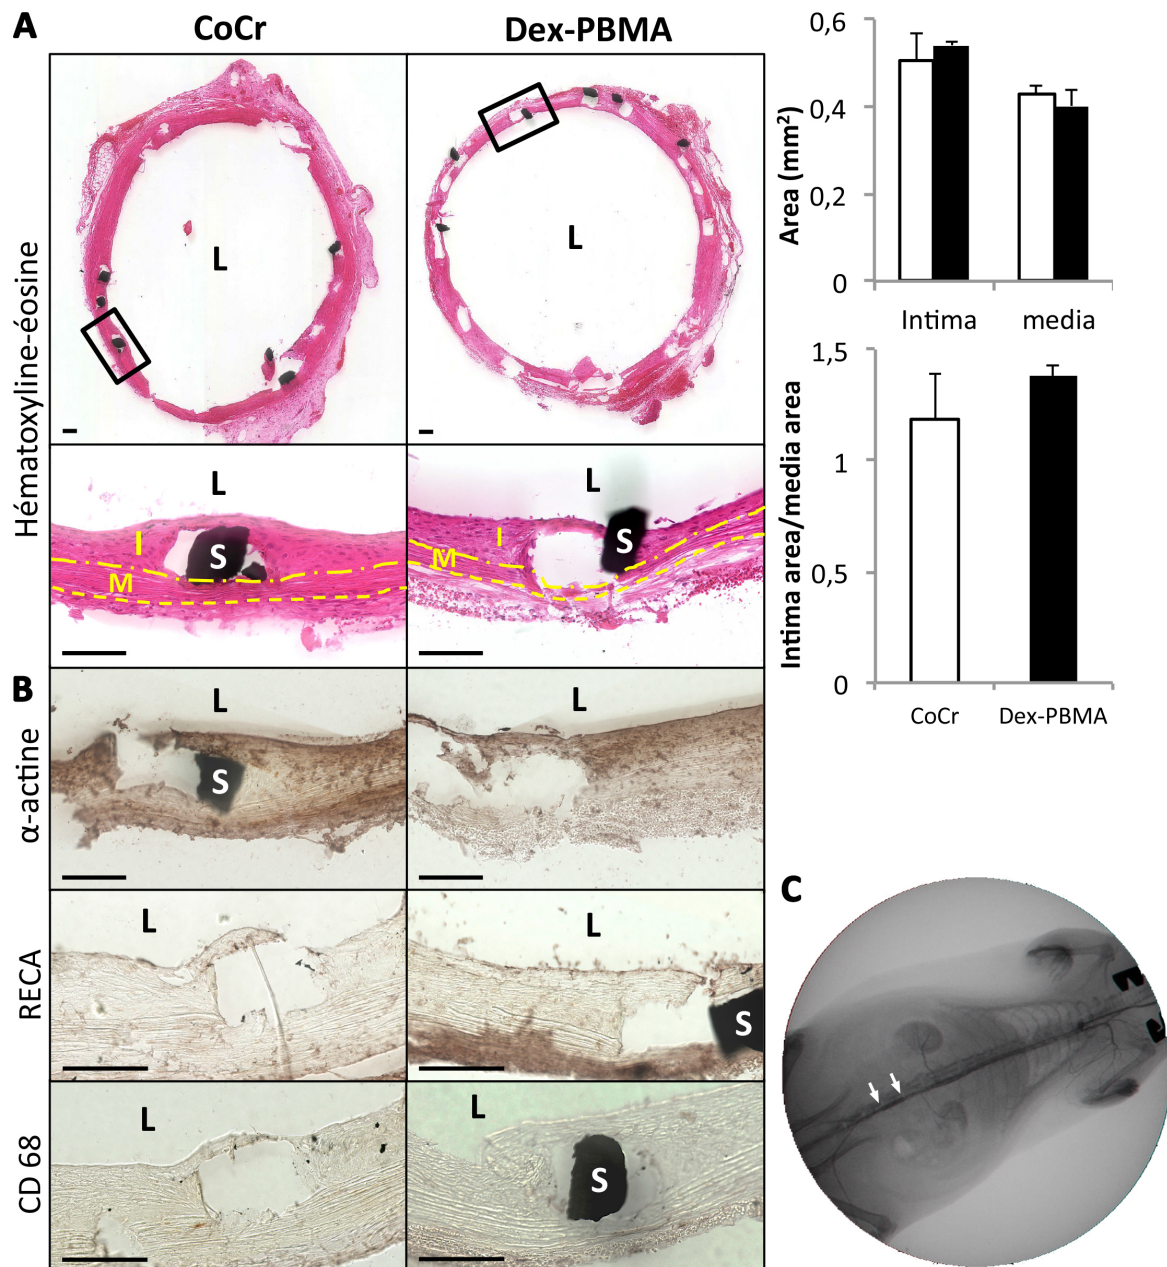 A
CoCr
Dex-PBMA
Hématoxyline-éosine
L
L
L
I
S
M
L
I
S
M
0,6
0,4
0,2
0
Area (mm²)
Intima
media
1,5
1
0,5
0
Intima area/media area
CoCr
Dex-PBMA
B
α-actine
L
S
L
RECA
L
L
S
CD 68
L
L
S
C